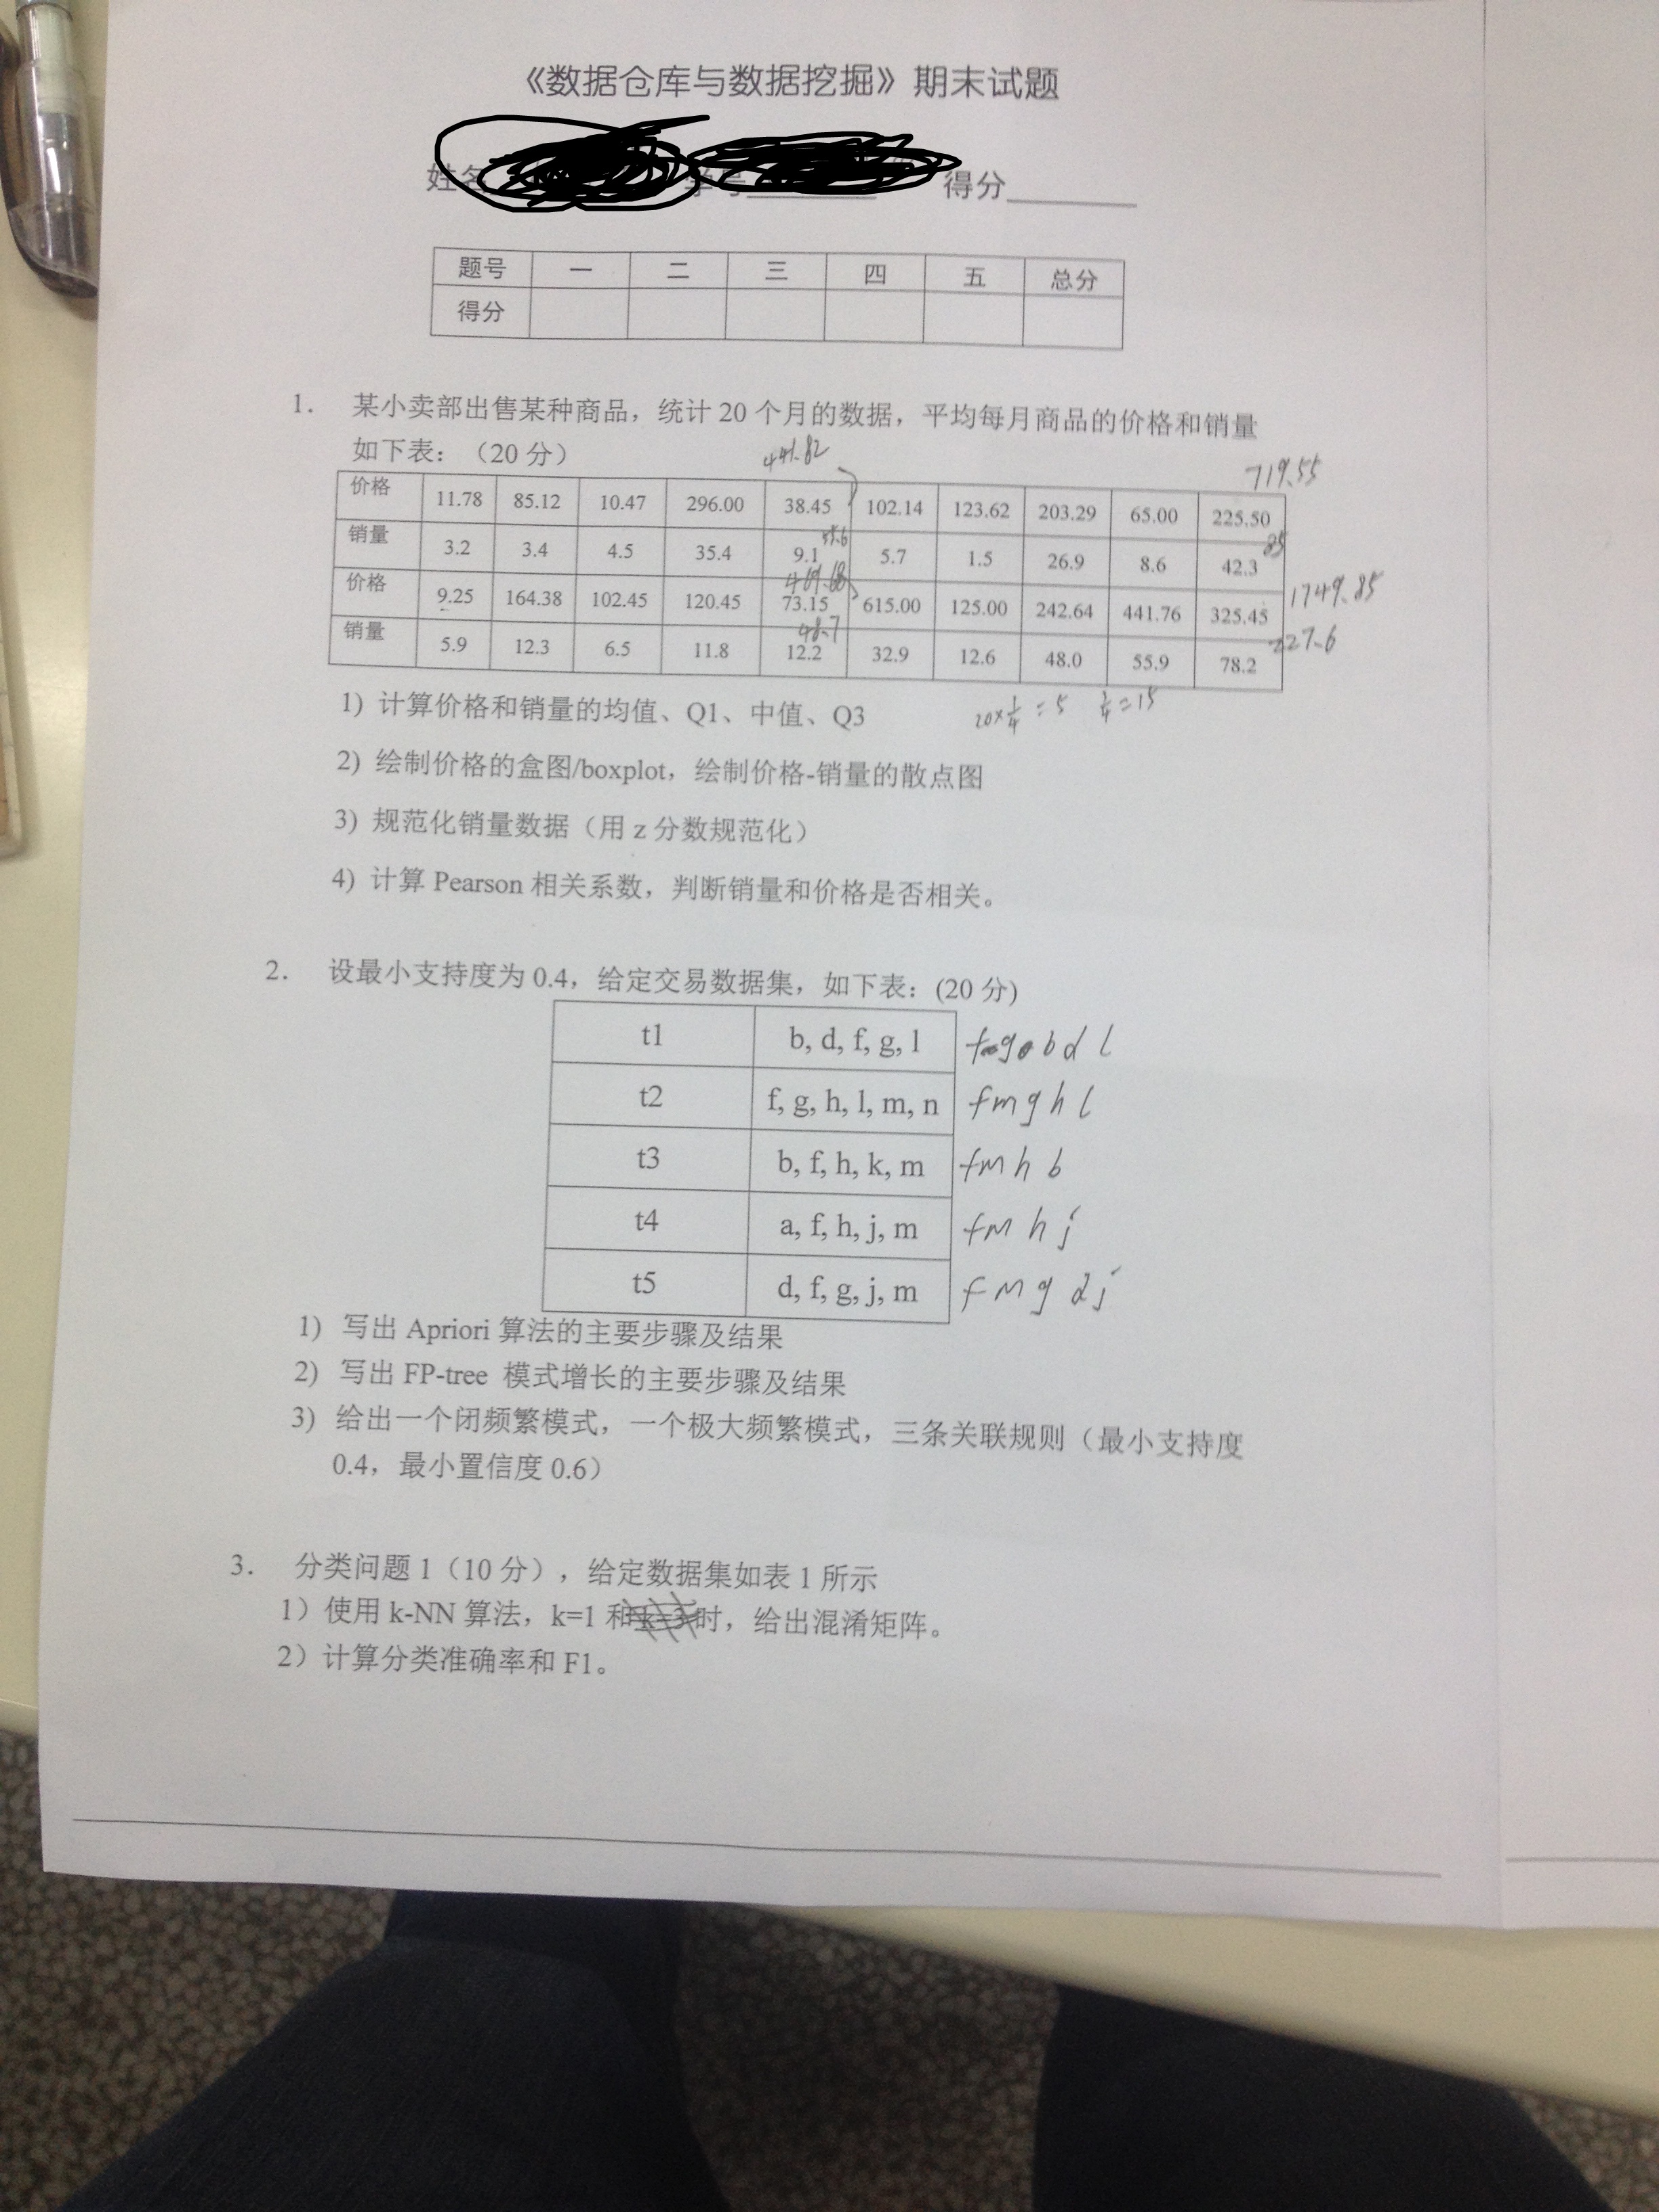 《数据仓库与数据挖掘》期末试题
姓名 学号 得分
题号 一 二 三 四 五 总分
得分
1. 某小卖部出售某种商品，统计 20 个月的数据，平均每月商品的价格和销量
如下表：（20 分）
441.82
719.55
价格 11.78 85.12 10.47 296.00 38.45 102.14 123.62 203.29 65.00 225.50
55.6 85
销量 3.2 3.4 4.5 35.4 9.1 5.7 1.5 26.9 8.6 42.3
469.68 1749.85
价格 9.25 164.38 102.45 120.45 73.15 615.00 125.00 242.64 441.76 325.45
48.7 227.6
销量 5.9 12.3 6.5 11.8 12.2 32.9 12.6 48.0 55.9 78.2
1) 计算价格和销量的均值、Q1、中值、Q3 20×1/4=5 3/4=15
2) 绘制价格的盒图/boxplot，绘制价格-销量的散点图
3) 规范化销量数据（用 z 分数规范化）
4) 计算 Pearson 相关系数，判断销量和价格是否相关。
2. 设最小支持度为 0.4，给定交易数据集，如下表：(20 分)
t1 b, d, f, g, l f g b d l
t2 f, g, h, l, m, n f m g h l
t3 b, f, h, k, m f m h b
t4 a, f, h, j, m f m h j
t5 d, f, g, j, m f m g d j
1) 写出 Apriori 算法的主要步骤及结果
2) 写出 FP-tree 模式增长的主要步骤及结果
3) 给出一个闭频繁模式，一个极大频繁模式，三条关联规则（最小支持度
0.4，最小置信度 0.6）
3. 分类问题 1（10 分），给定数据集如表 1 所示
1）使用 k-NN 算法，k=1 和 k=3 时，给出混淆矩阵。
2）计算分类准确率和 F1。